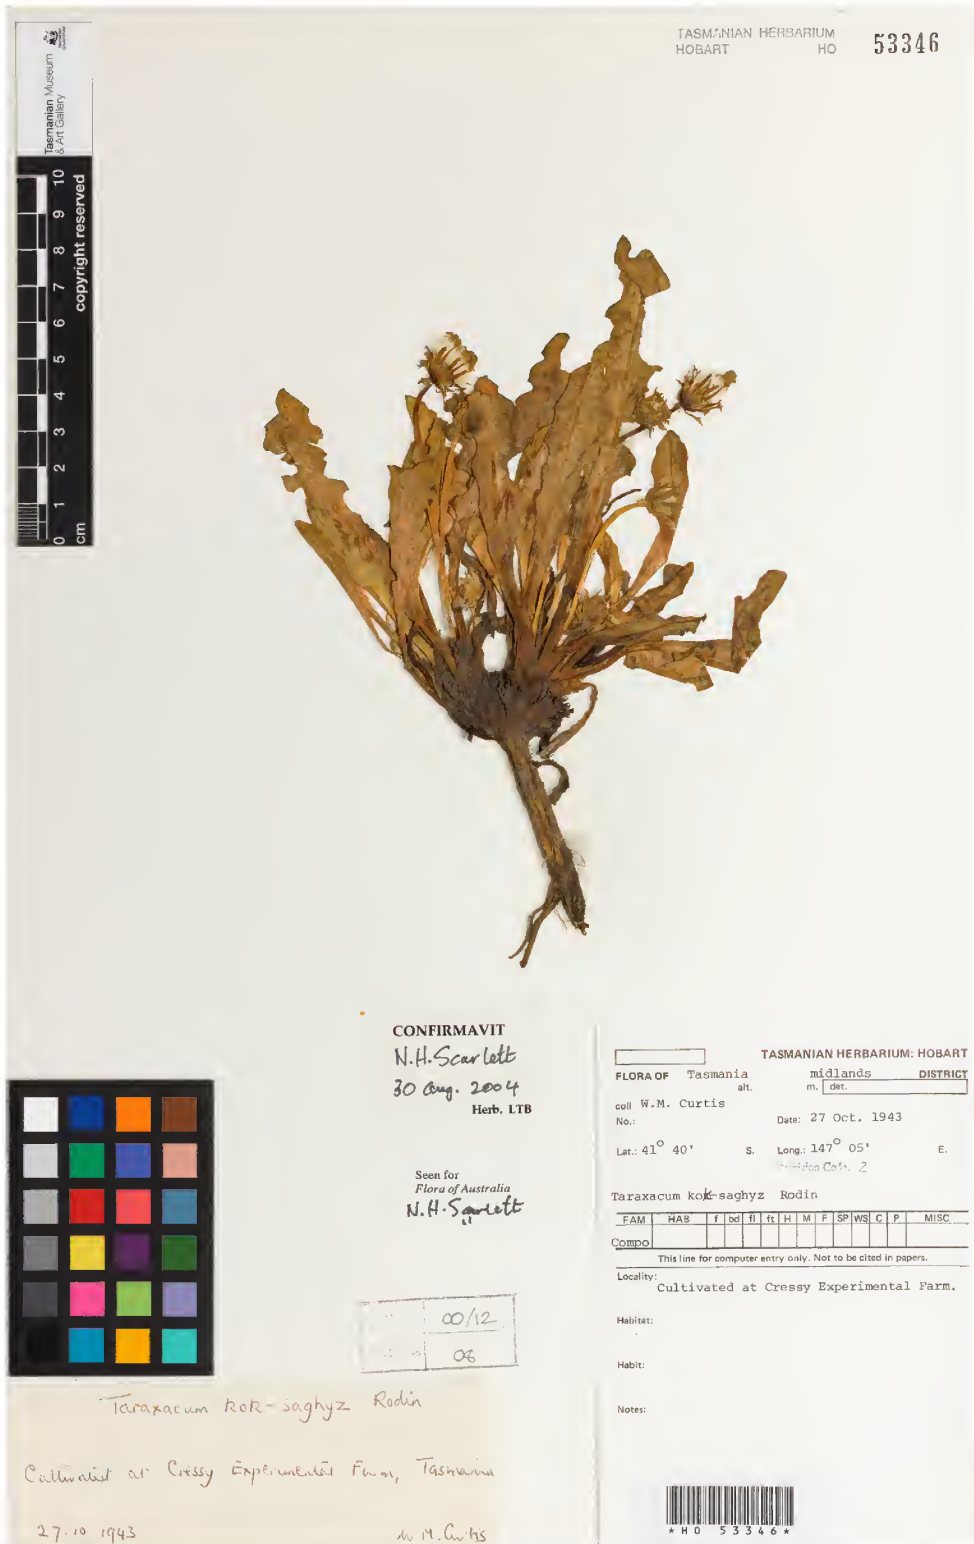 TASMANIAN HERBARIUM
HOBART HO
53346
Tasmanian Museum
& Art Gallery
copyright reserved
0 1 2 3 4 5 6 7 8 9 10
cm
CONFIRMAVIT
N.H. Scarlett
30 Aug. 2004
Herb. LTB
Seen for
Flora of Australia
N.H. Scarlett
00/12
08
TASMANIAN HERBARIUM: HOBART
FLORA OF Tasmania midlands DISTRICT
alt. m. det.
coll W.M. Curtis
No.: Date: 27 Oct. 1943
Lat.: 41° 40' S. Long.: 147° 05' E.
Taraxacum kok-saghyz Rodin
FAM HAB f bd fl ft H M F SP WS C P MISC
Compo
This line for computer entry only. Not to be cited in papers.
Locality:
Cultivated at Cressy Experimental Farm.
Habitat:
Habit:
Notes:
*HO 53346*
Taraxacum kok-saghyz Rodin
Cultivated at Cressy Experimental Farm, Tasmania
27.10 1943 W.M. Curtis